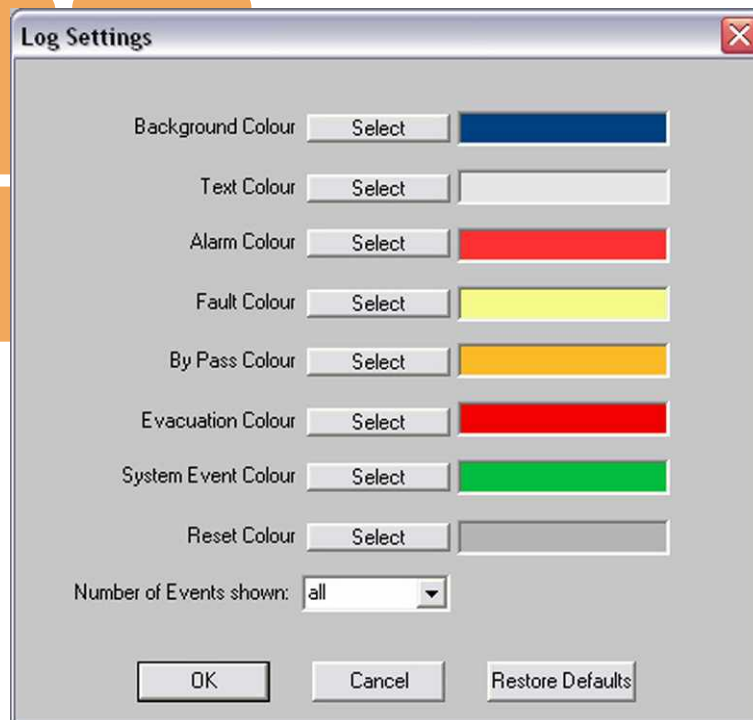 Log Settings
Background Colour Select
Text Colour Select
Alarm Colour Select
Fault Colour Select
By Pass Colour Select
Evacuation Colour Select
System Event Colour Select
Reset Colour Select
Number of Events shown: all
OK Cancel Restore Defaults